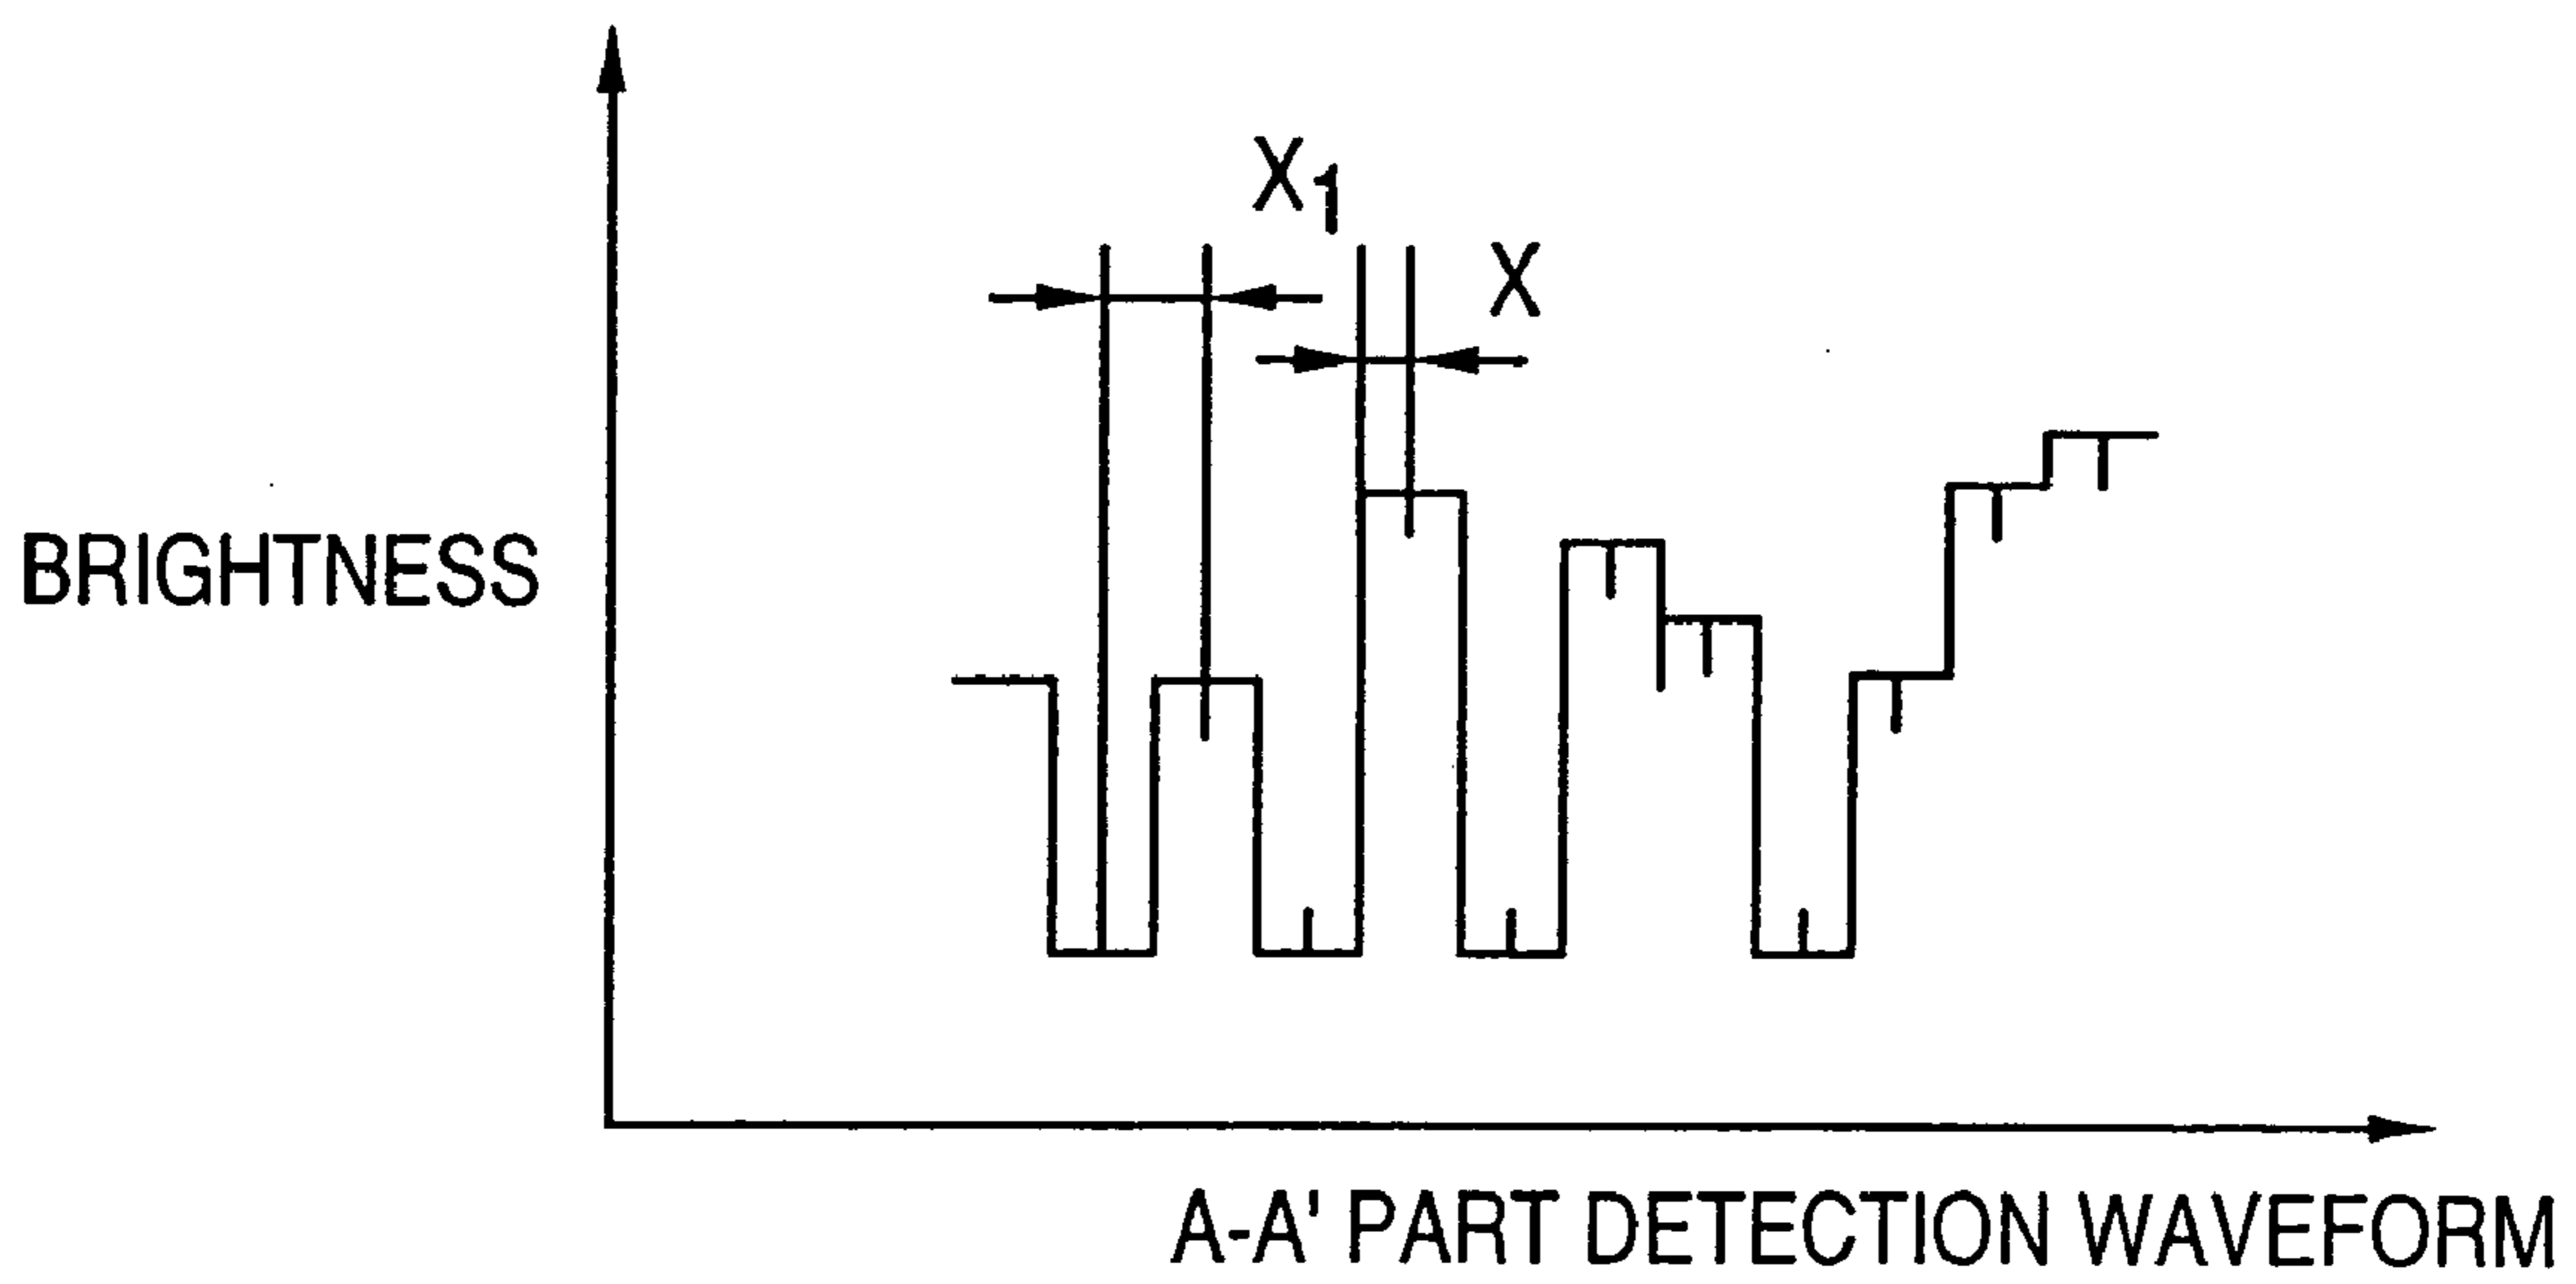 X1
X
BRIGHTNESS
A-A' PART DETECTION WAVEFORM